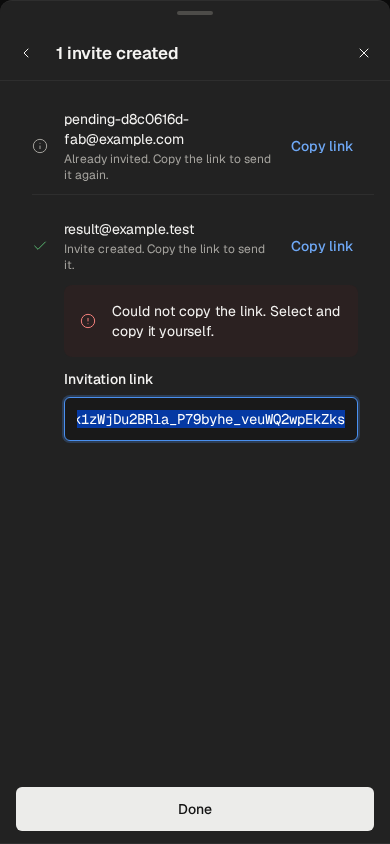 1 invite created
pending-d8c0616d-
fab@example.com
Already invited. Copy the link to send
it again.
Copy link
result@example.test
Invite created. Copy the link to send
it.
Copy link
Could not copy the link. Select and
copy it yourself.
Invitation link
x1zWjDu2BRla_P79byhe_veuWQ2wpEkZks
Done